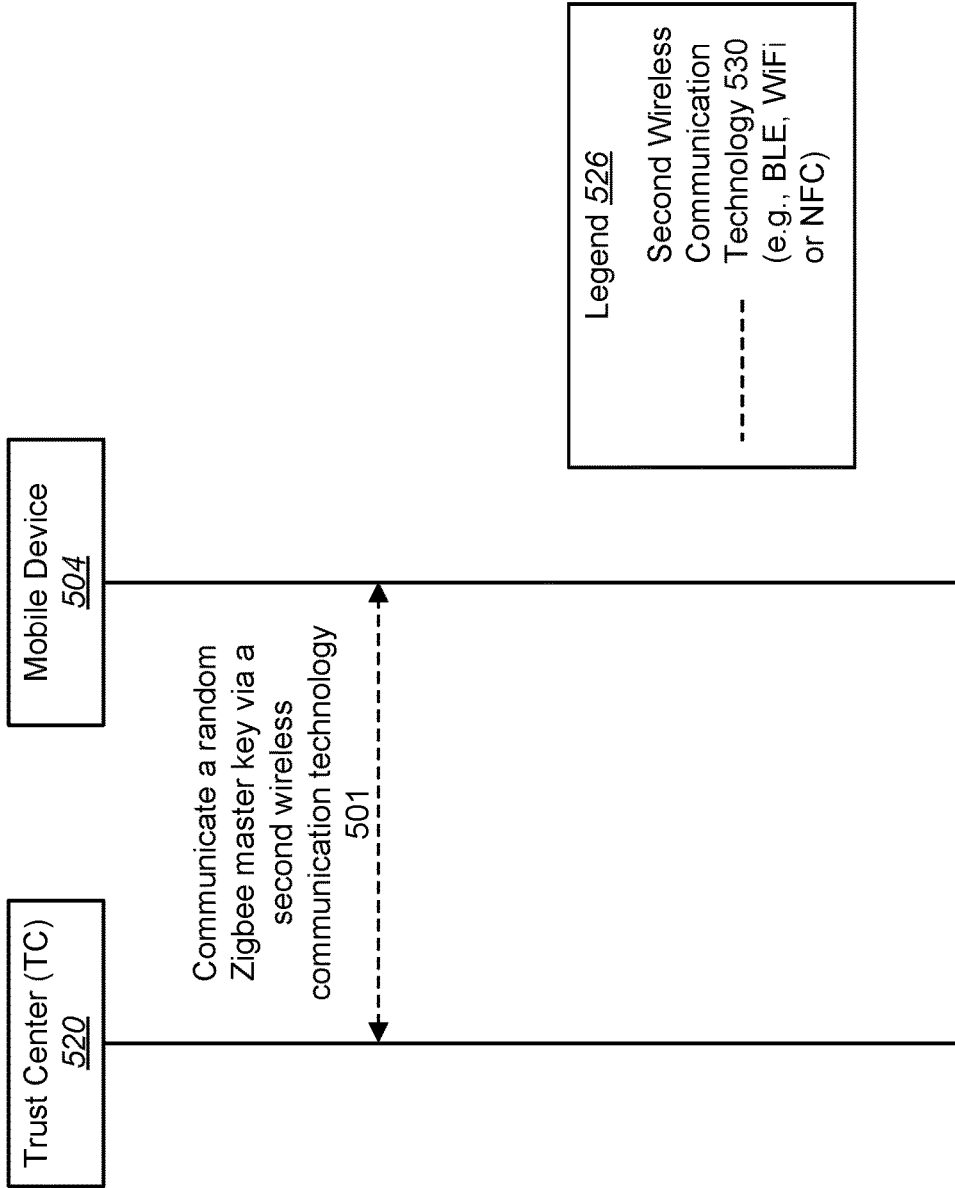 Trust Center (TC)
520
Mobile Device
504
Communicate a random
Zigbee master key via a
second wireless
communication technology
501
Legend 526
Second Wireless
Communication
Technology 530
(e.g., BLE, WiFi
or NFC)